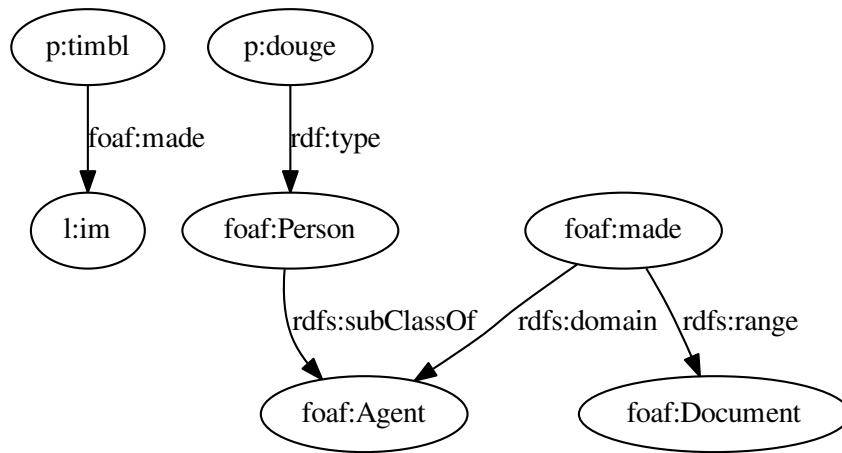 p:timbl
p:douge
foaf:made
rdf:type
l:im
foaf:Person
foaf:made
rdfs:subClassOf
rdfs:domain
rdfs:range
foaf:Agent
foaf:Document